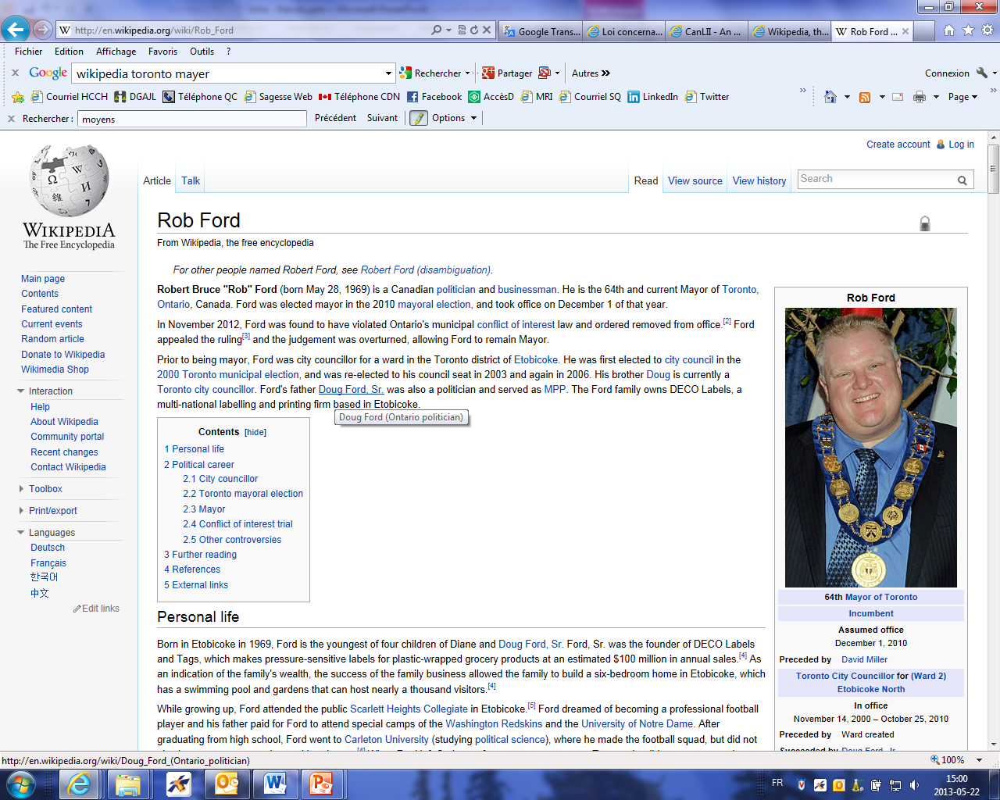 http://en.wikipedia.org/wiki/Rob_Ford
Google Trans...
Loi concerna...
CanLII - An ...
Wikipedia, th...
Rob Ford ...
Fichier Edition Affichage Favoris Outils ?
Google wikipedia toronto mayer Rechercher Partager Autres Connexion
Courriel HCCH DGAJL Téléphone QC Sagesse Web Téléphone CDN Facebook AccèsD MRI Courriel SQ LinkedIn Twitter Page
Rechercher : moyens Précédent Suivant Options
Create account Log in
Article Talk Read View source View history Search
WIKIPEDIA
The Free Encyclopedia
Main page
Contents
Featured content
Current events
Random article
Donate to Wikipedia
Wikimedia Shop
Interaction
Help
About Wikipedia
Community portal
Recent changes
Contact Wikipedia
Toolbox
Print/export
Languages
Deutsch
Français
한국어
中文
Edit links
Rob Ford
From Wikipedia, the free encyclopedia
For other people named Robert Ford, see Robert Ford (disambiguation).
Robert Bruce "Rob" Ford (born May 28, 1969) is a Canadian politician and businessman. He is the 64th and current Mayor of Toronto,
Ontario, Canada. Ford was elected mayor in the 2010 mayoral election, and took office on December 1 of that year.
In November 2012, Ford was found to have violated Ontario's municipal conflict of interest law and ordered removed from office.[2] Ford
appealed the ruling[3] and the judgement was overturned, allowing Ford to remain Mayor.
Prior to being mayor, Ford was city councillor for a ward in the Toronto district of Etobicoke. He was first elected to city council in the
2000 Toronto municipal election, and was re-elected to his council seat in 2003 and again in 2006. His brother Doug is currently a
Toronto city councillor. Ford's father Doug Ford, Sr. was also a politician and served as MPP. The Ford family owns DECO Labels, a
multi-national labelling and printing firm based in Etobicoke.
Doug Ford (Ontario politician)
Contents [hide]
1 Personal life
2 Political career
2.1 City councillor
2.2 Toronto mayoral election
2.3 Mayor
2.4 Conflict of interest trial
2.5 Other controversies
3 Further reading
4 References
5 External links
Personal life
Born in Etobicoke in 1969, Ford is the youngest of four children of Diane and Doug Ford, Sr. Ford, Sr. was the founder of DECO Labels
and Tags, which makes pressure-sensitive labels for plastic-wrapped grocery products at an estimated $100 million in annual sales.[4] As
an indication of the family's wealth, the success of the family business allowed the family to build a six-bedroom home in Etobicoke, which
has a swimming pool and gardens that can host nearly a thousand visitors.[4]
While growing up, Ford attended the public Scarlett Heights Collegiate in Etobicoke.[5] Ford dreamed of becoming a professional football
player and his father paid for Ford to attend special camps of the Washington Redskins and the University of Notre Dame. After
graduating from high school, Ford went to Carleton University (studying political science), where he made the football squad, but did not
Rob Ford
64th Mayor of Toronto
Incumbent
Assumed office
December 1, 2010
Preceded by David Miller
Toronto City Councillor for (Ward 2)
Etobicoke North
In office
November 14, 2000 – October 25, 2010
Preceded by Ward created
Succeeded by Doug Ford, Jr.
http://en.wikipedia.org/wiki/Doug_Ford_(Ontario_politician)
100%
FR
15:00
2013-05-22